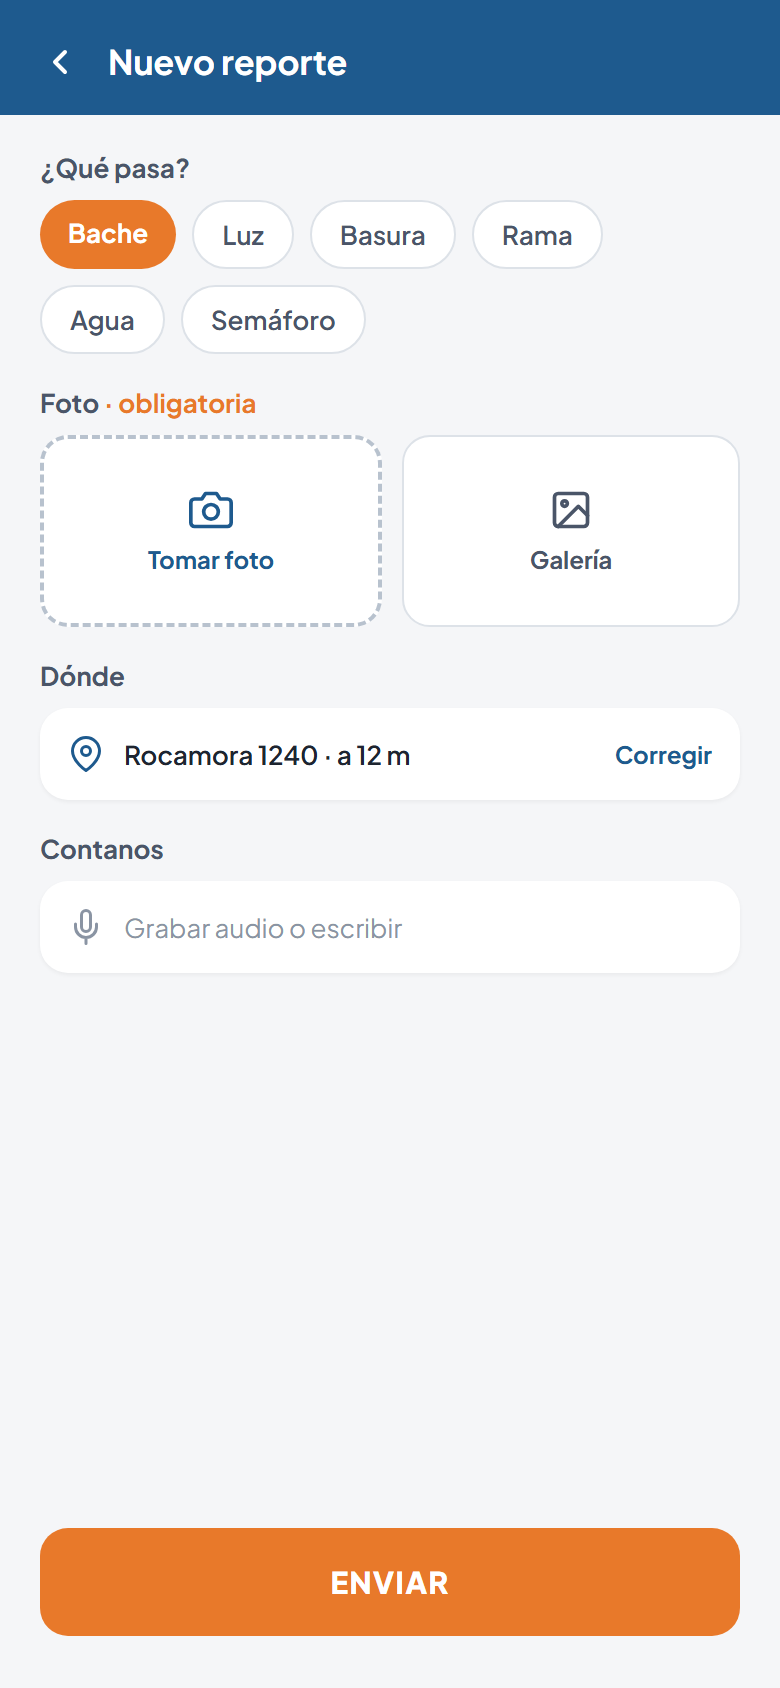 Nuevo reporte
¿Qué pasa?
Bache Luz Basura Rama
Agua Semáforo
Foto · obligatoria
Tomar foto Galería
Dónde
Rocamora 1240 · a 12 m Corregir
Contanos
Grabar audio o escribir
ENVIAR